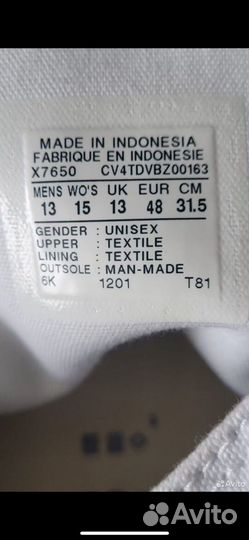 MADE IN INDONESIA
FABRIQUE EN INDONESIE
X7650 CV4TDVBZ00163
MENS WO'S UK EUR CM
13 15 13 48 31.5
GENDER : UNISEX
UPPER : TEXTILE
LINING : TEXTILE
OUTSOLE : MAN-MADE
6K 1201 T81
Avito
Avito